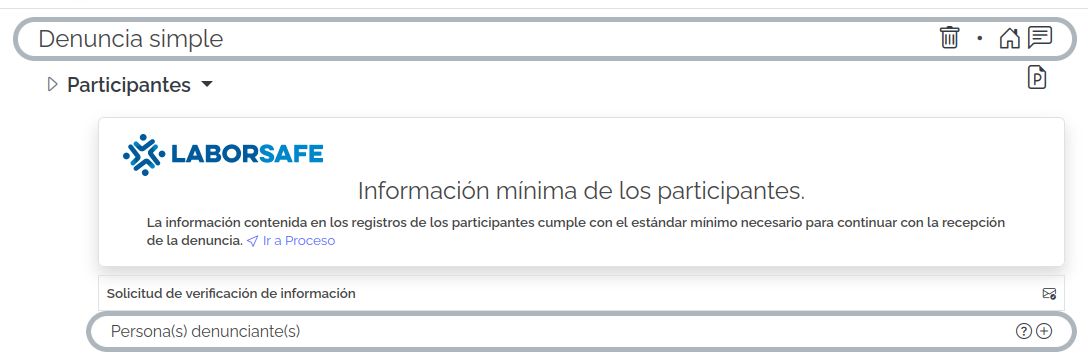 Denuncia simple
Participantes
P
LABORSAFE
Información mínima de los participantes.
La información contenida en los registros de los participantes cumple con el estándar mínimo necesario para continuar con la recepción
de la denuncia. Ir a Proceso
Solicitud de verificación de información
Persona(s) denunciante(s)